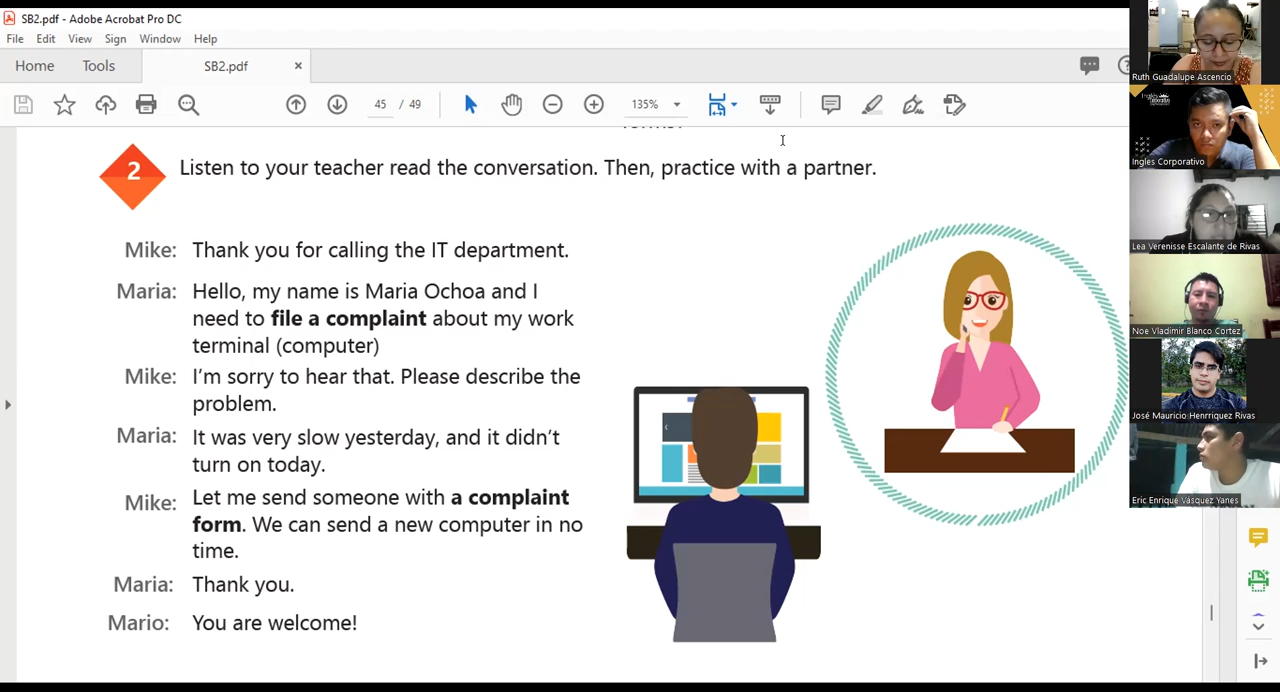 SB2.pdf - Adobe Acrobat Pro DC
File Edit View Sign Window Help
Home Tools SB2.pdf ×
45 / 49 135%
2 Listen to your teacher read the conversation. Then, practice with a partner.
Mike: Thank you for calling the IT department.
Maria: Hello, my name is Maria Ochoa and I
need to file a complaint about my work
terminal (computer)
Mike: I'm sorry to hear that. Please describe the
problem.
Maria: It was very slow yesterday, and it didn't
turn on today.
Mike: Let me send someone with a complaint
form. We can send a new computer in no
time.
Maria: Thank you.
Mario: You are welcome!
Ruth Guadalupe Ascencio
Ingles Corporativo
Lea Verenisse Escalante de Rivas
Noe Vladimir Blanco Cortez
José Mauricio Henrriquez Rivas
Eric Enrique Vásquez Yanes